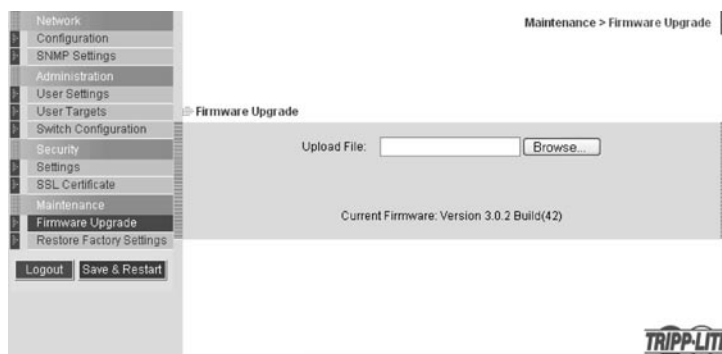 Network
Configuration
SNMP Settings
Administration
User Settings
User Targets
Switch Configuration
Security
Settings
SSL Certificate
Maintenance
Firmware Upgrade
Restore Factory Settings
Logout Save & Restart
Maintenance > Firmware Upgrade
Firmware Upgrade
Upload File: Browse...
Current Firmware: Version 3.0.2 Build(42)
TRIPP-LIT